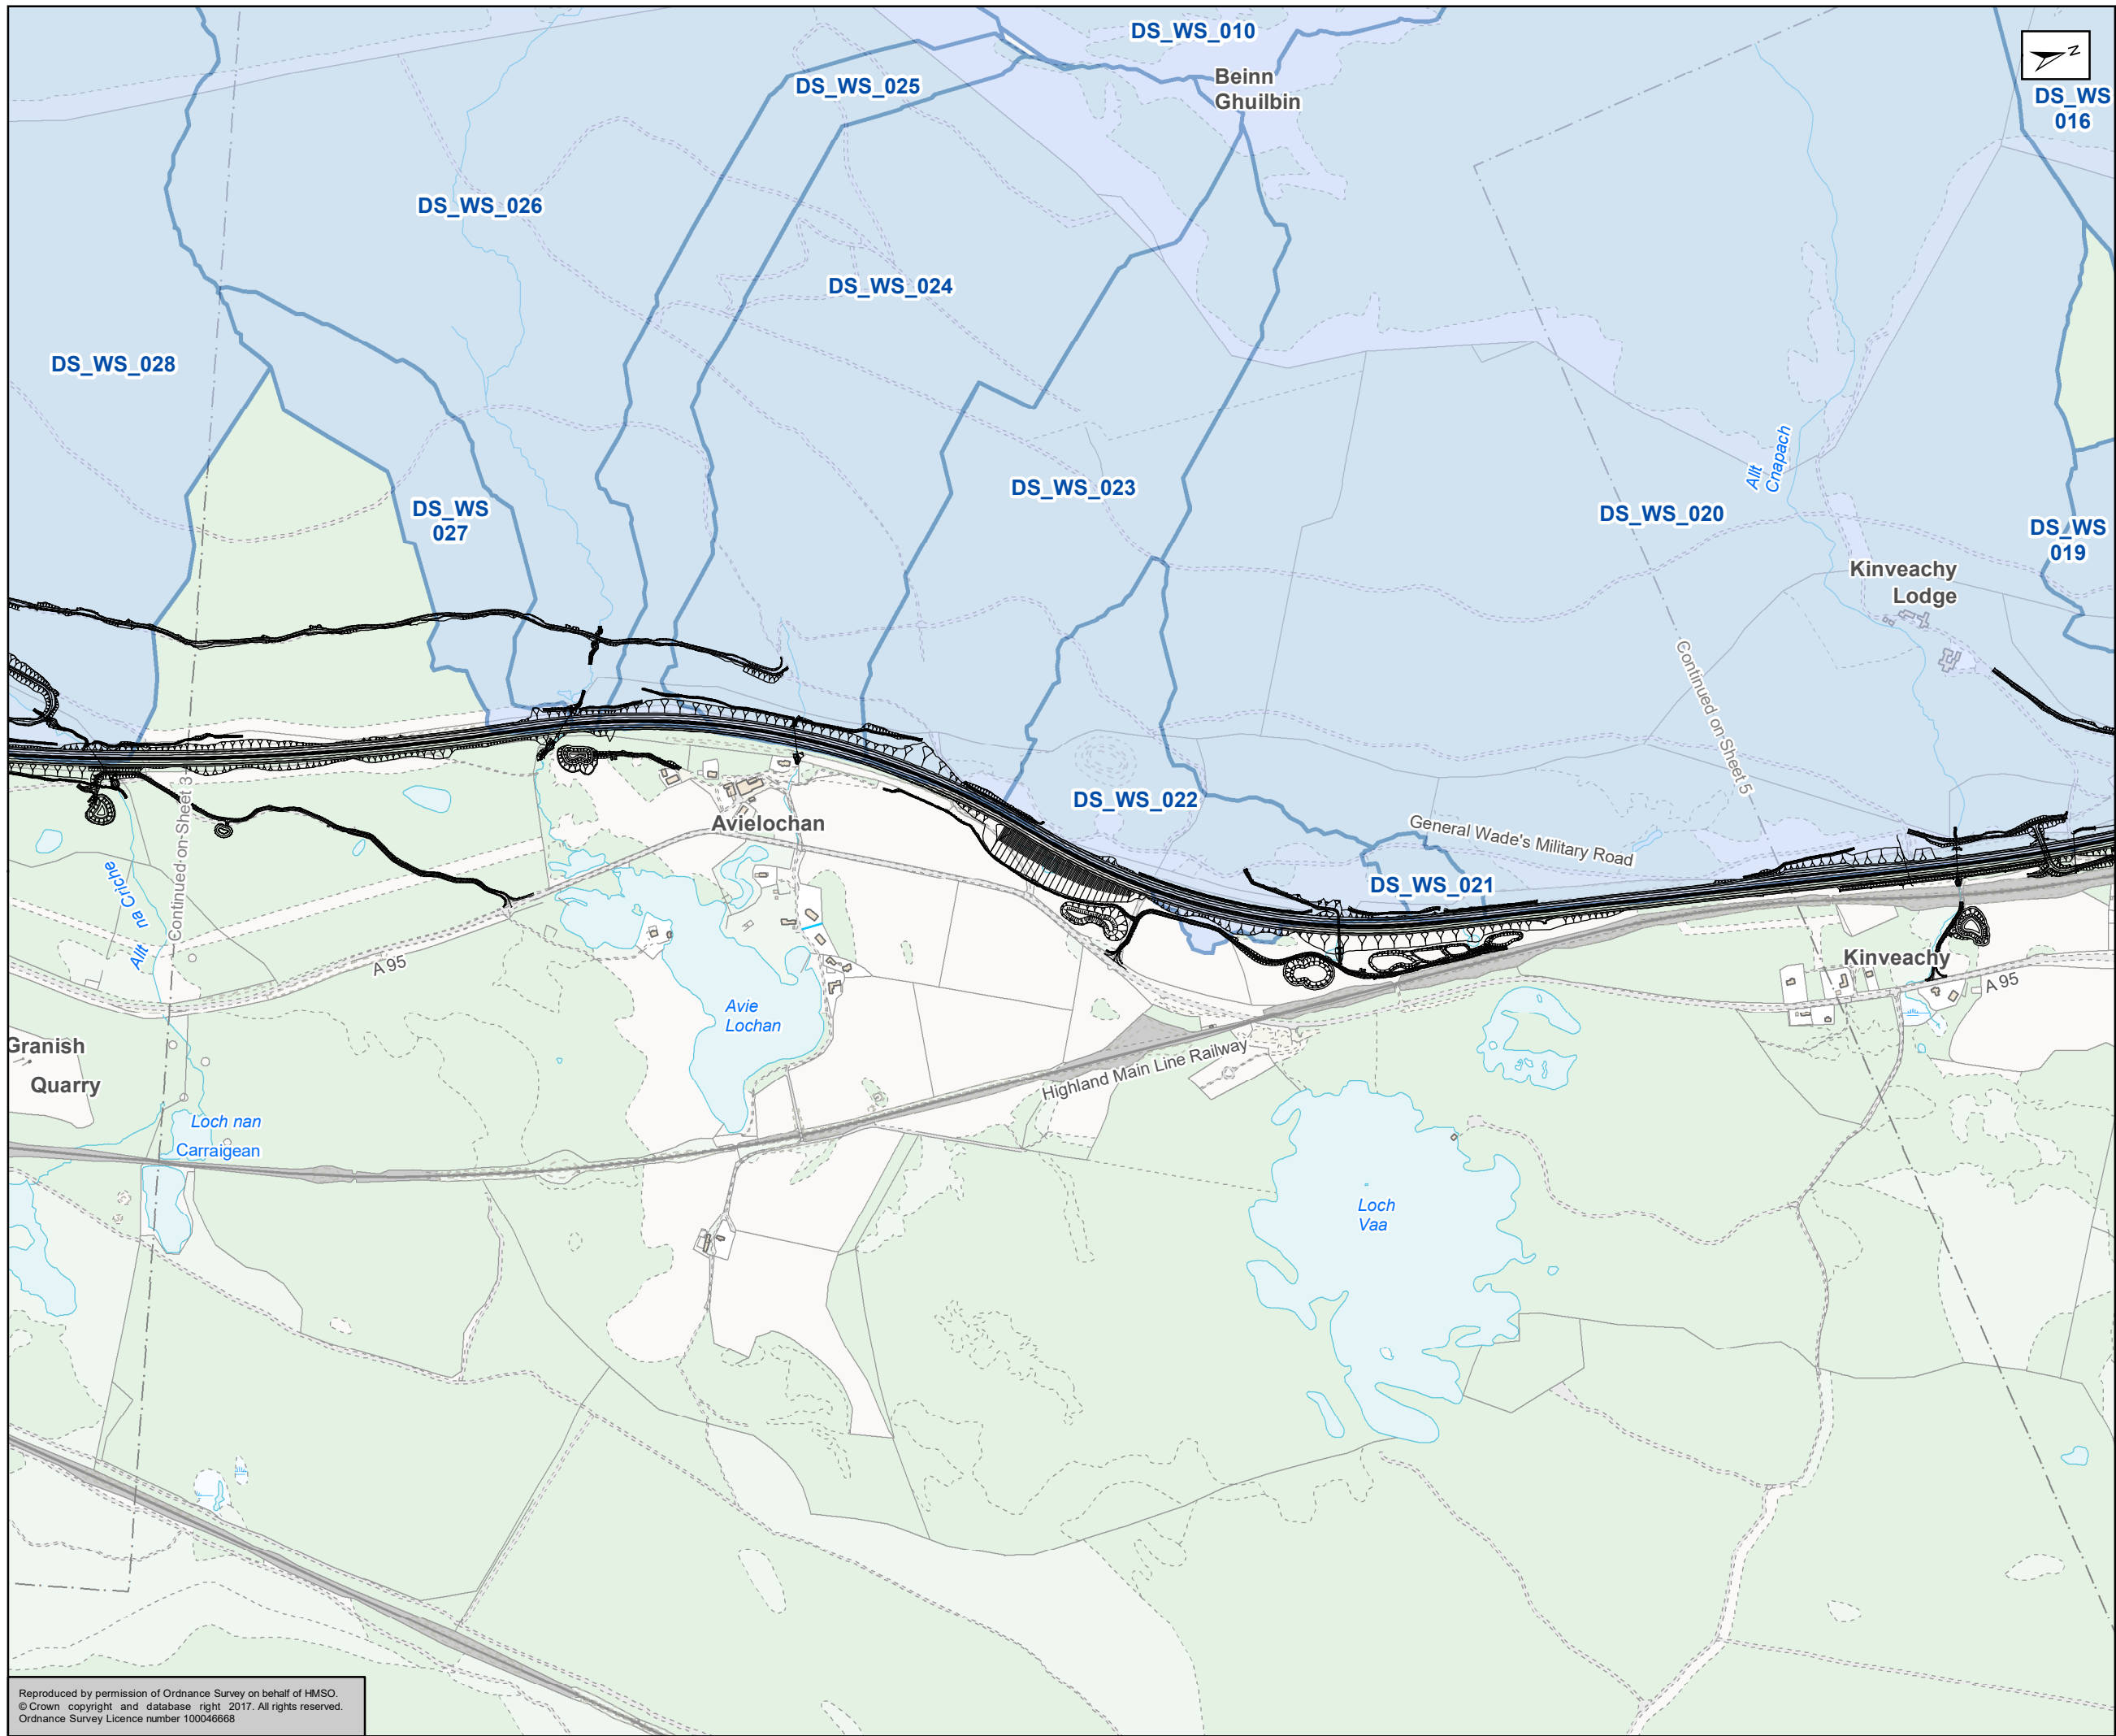 DS_WS_010
Z
Beinn
Ghuilbin
DS_WS_025
DS_WS
016
DS_WS_026
DS_WS_024
DS_WS_028
Allt
Cnapach
DS_WS_023
DS_WS
027
DS_WS_020
DS_WS
019
Kinveachy
Lodge
Continued on Sheet 5
DS_WS_022
Avielochan
General Wade's Military Road
Continued on Sheet 3
DS_WS_021
Allt na Criche
A 95
Kinveachy
A 95
Avie
Lochan
Granish
Quarry
Highland Main Line Railway
Loch nan
Carraigean
Loch
Vaa
Reproduced by permission of Ordnance Survey on behalf of HMSO.
© Crown copyright and database right 2017. All rights reserved.
Ordnance Survey Licence number 100046668